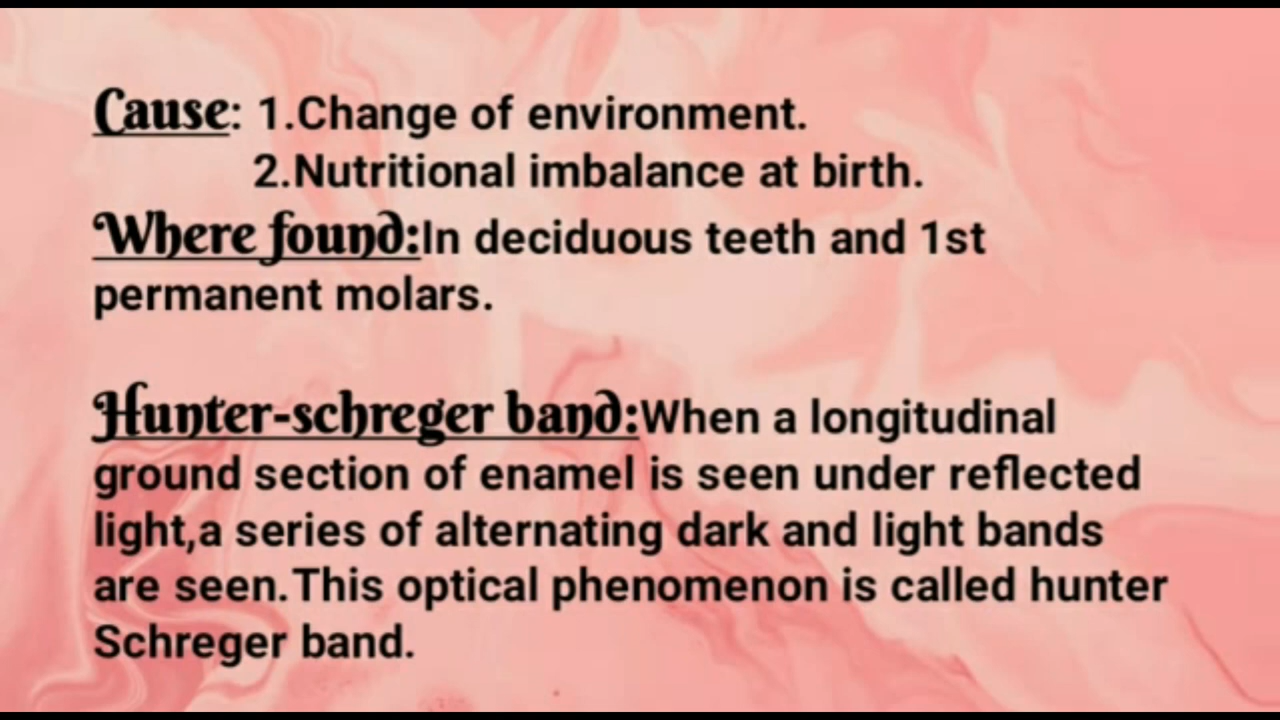 Cause: 1.Change of environment.
2.Nutritional imbalance at birth.
Where found:In deciduous teeth and 1st
permanent molars.
Hunter-schreger band:When a longitudinal
ground section of enamel is seen under reflected
light,a series of alternating dark and light bands
are seen.This optical phenomenon is called hunter
Schreger band.